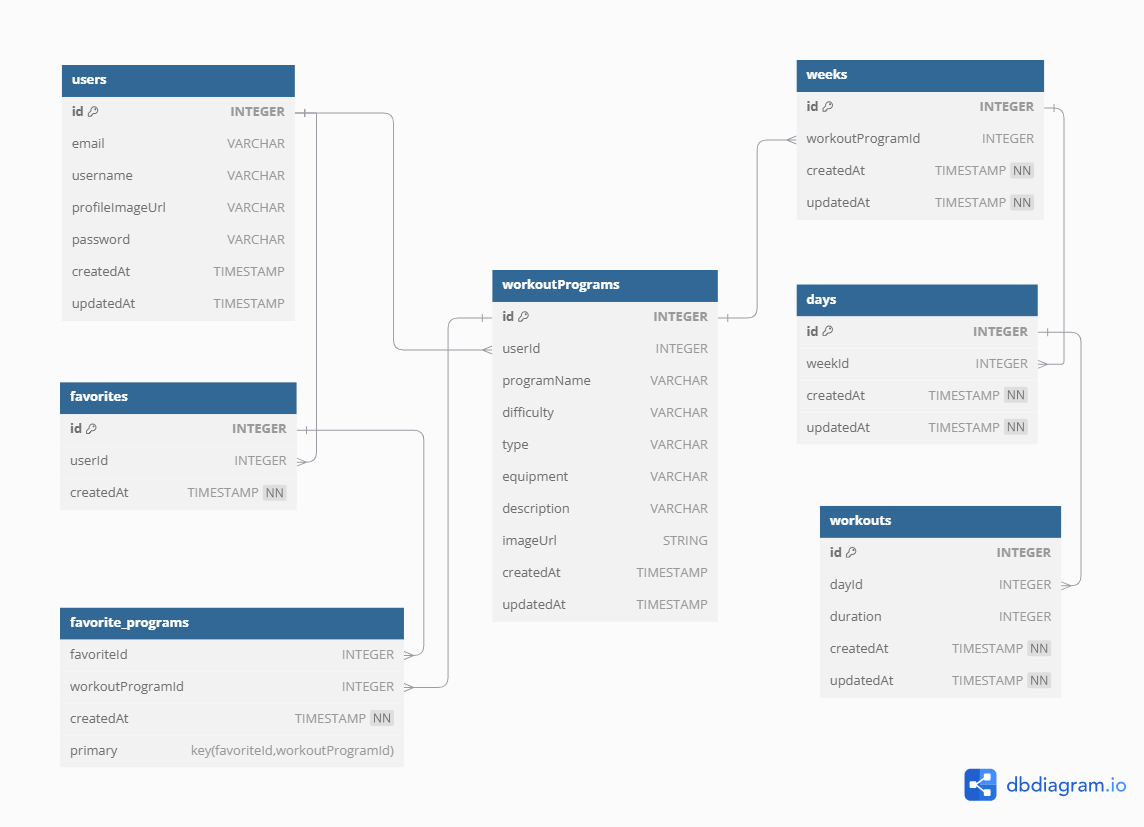 users
id INTEGER
email VARCHAR
username VARCHAR
profileImageUrl VARCHAR
password VARCHAR
createdAt TIMESTAMP
updatedAt TIMESTAMP
favorites
id INTEGER
userId INTEGER
createdAt TIMESTAMP NN
favorite_programs
favoriteId INTEGER
workoutProgramId INTEGER
createdAt TIMESTAMP NN
primary key(favoriteId,workoutProgramId)
workoutPrograms
id INTEGER
userId INTEGER
programName VARCHAR
difficulty VARCHAR
type VARCHAR
equipment VARCHAR
description VARCHAR
imageUrl STRING
createdAt TIMESTAMP
updatedAt TIMESTAMP
weeks
id INTEGER
workoutProgramId INTEGER
createdAt TIMESTAMP NN
updatedAt TIMESTAMP NN
days
id INTEGER
weekId INTEGER
createdAt TIMESTAMP NN
updatedAt TIMESTAMP NN
workouts
id INTEGER
dayId INTEGER
duration INTEGER
createdAt TIMESTAMP NN
updatedAt TIMESTAMP NN
dbdiagram.io